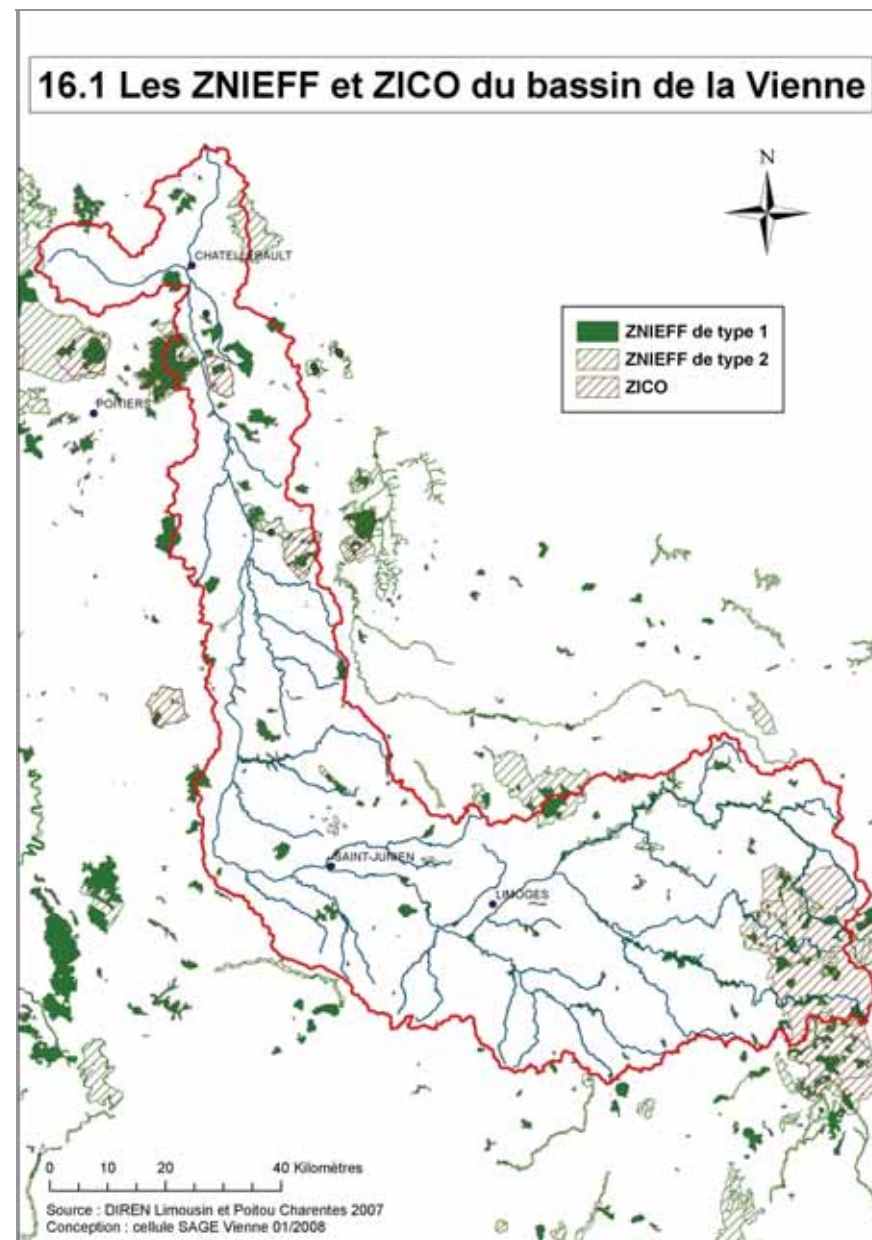 16.1 Les ZNIEFF et ZICO du bassin de la Vienne
N
CHATELLERAULT
ZNIEFF de type 1
ZNIEFF de type 2
ZICO
POITIERS
SAINT-JUNIEN
LIMOGES
0 10 20 40 Kilomètres
Source : DIREN Limousin et Poitou Charentes 2007
Conception : cellule SAGE Vienne 01/2008